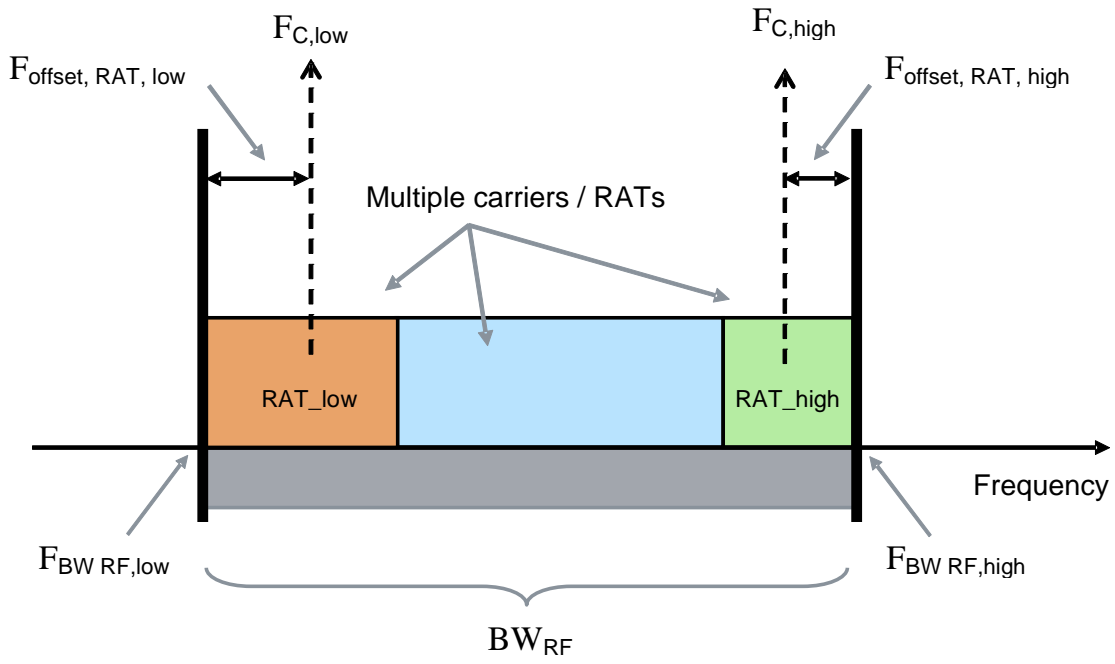 F_C,low
F_C,high
F_offset, RAT, low
F_offset, RAT, high
Multiple carriers / RATs
RAT_low
RAT_high
Frequency
F_BW RF,low
F_BW RF,high
BW_RF